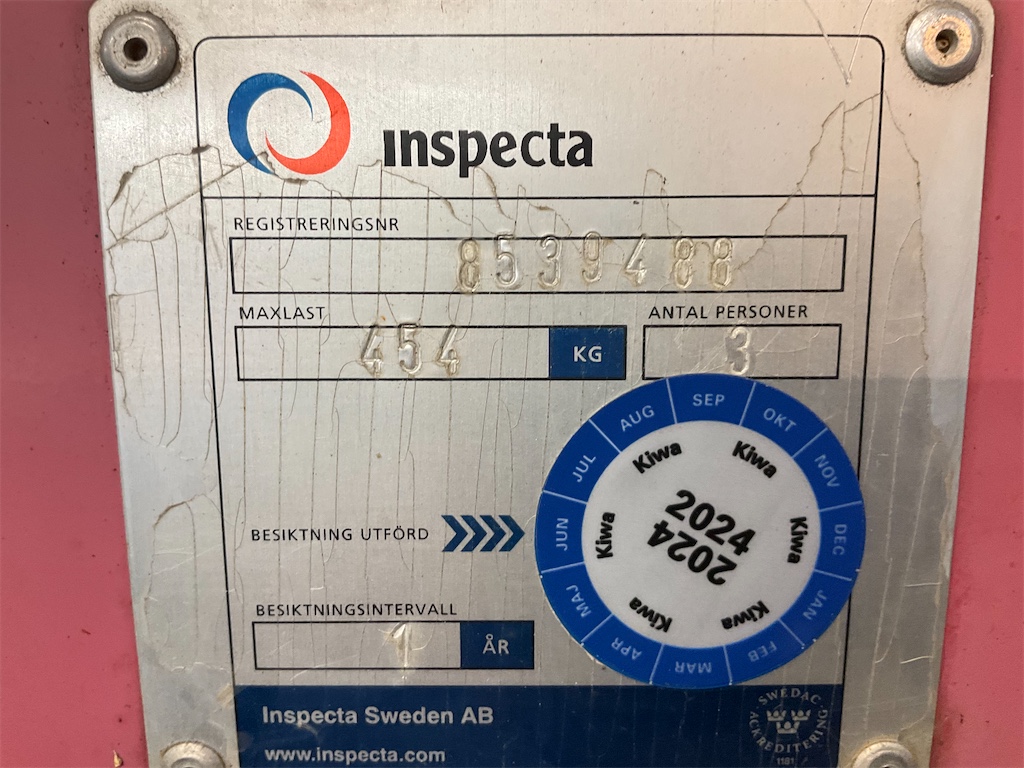 inspecta
REGISTRERINGSNR
8539488
MAXLAST
454 KG
ANTAL PERSONER
3
BESIKTNING UTFÖRD
JAN FEB MAR APR MAJ JUN JUL AUG SEP OKT NOV DEC
Kiwa Kiwa Kiwa Kiwa Kiwa Kiwa
2024
2024
BESIKTNINGSINTERVALL
1 ÅR
Inspecta Sweden AB
www.inspecta.com
SWEDAC
ACKREDITERING
1181